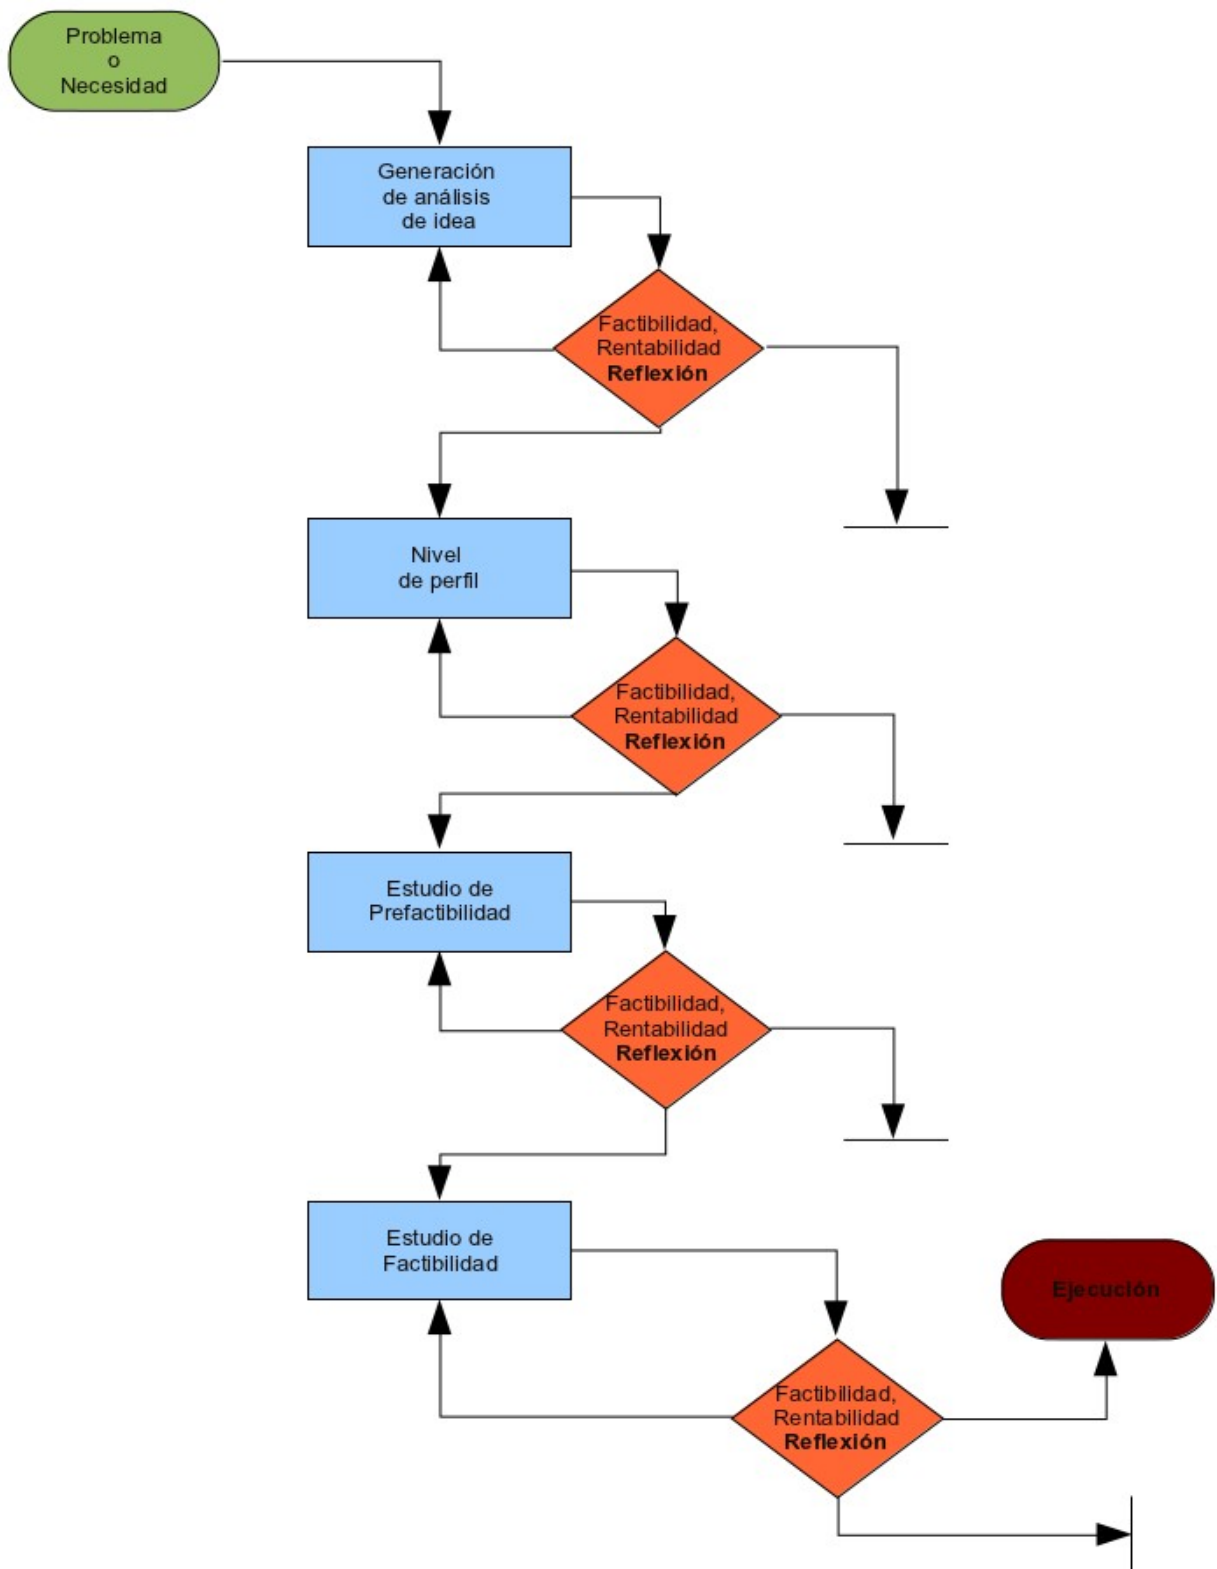 Problema
o
Necesidad
Generación
de análisis
de idea
Factibilidad,
Rentabilidad
Reflexión
Nivel
de perfil
Factibilidad,
Rentabilidad
Reflexión
Estudio de
Prefactibilidad
Factibilidad,
Rentabilidad
Reflexión
Estudio de
Factibilidad
Ejecución
Factibilidad,
Rentabilidad
Reflexión